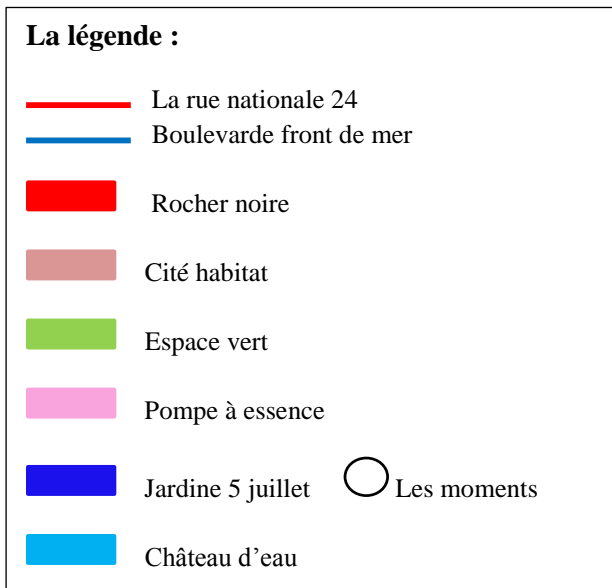 La légende :
La rue nationale 24
Boulevarde front de mer
Rocher noire
Cité habitat
Espace vert
Pompe à essence
Jardine 5 juillet Les moments
Château d’eau